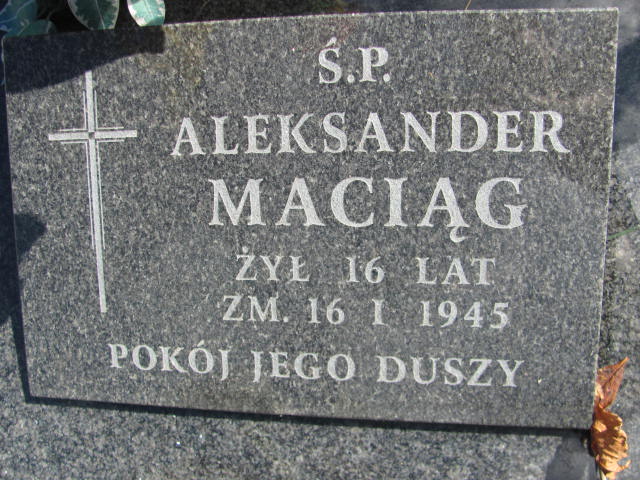 Ś.P.
ALEKSANDER
MACIĄG
ŻYŁ 16 LAT
ZM. 16 I 1945
POKÓJ JEGO DUSZY